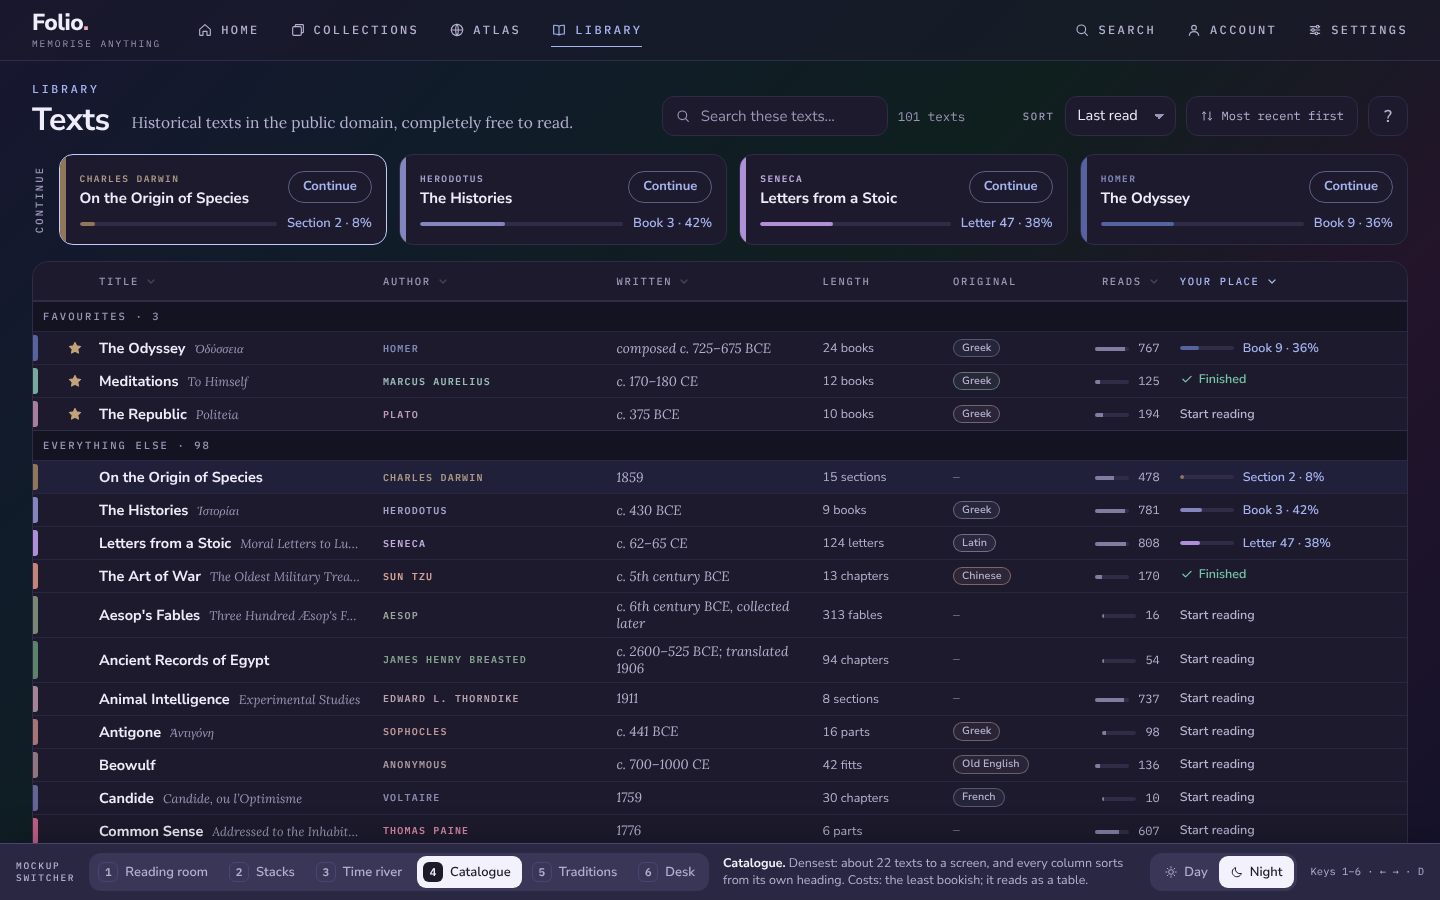 Folio.
MEMORISE ANYTHING
HOME
COLLECTIONS
ATLAS
LIBRARY
SEARCH
ACCOUNT
SETTINGS
LIBRARY
Texts
Historical texts in the public domain, completely free to read.
Search these texts...
101 texts
SORT
Last read
Most recent first
?
CONTINUE
CHARLES DARWIN
On the Origin of Species
Continue
Section 2 · 8%
HERODOTUS
The Histories
Continue
Book 3 · 42%
SENECA
Letters from a Stoic
Continue
Letter 47 · 38%
HOMER
The Odyssey
Continue
Book 9 · 36%
TITLE AUTHOR WRITTEN LENGTH ORIGINAL READS YOUR PLACE
FAVOURITES · 3
The Odyssey Ὀδύσσεια HOMER composed c. 725–675 BCE 24 books Greek 767 Book 9 · 36%
Meditations To Himself MARCUS AURELIUS c. 170–180 CE 12 books Greek 125 Finished
The Republic Politeia PLATO c. 375 BCE 10 books Greek 194 Start reading
EVERYTHING ELSE · 98
On the Origin of Species CHARLES DARWIN 1859 15 sections – 478 Section 2 · 8%
The Histories Ἱστορίαι HERODOTUS c. 430 BCE 9 books Greek 781 Book 3 · 42%
Letters from a Stoic Moral Letters to Lu... SENECA c. 62–65 CE 124 letters Latin 808 Letter 47 · 38%
The Art of War The Oldest Military Trea... SUN TZU c. 5th century BCE 13 chapters Chinese 170 Finished
Aesop's Fables Three Hundred Æsop's F... AESOP c. 6th century BCE, collected later 313 fables – 16 Start reading
Ancient Records of Egypt JAMES HENRY BREASTED c. 2600–525 BCE; translated 1906 94 chapters – 54 Start reading
Animal Intelligence Experimental Studies EDWARD L. THORNDIKE 1911 8 sections – 737 Start reading
Antigone Ἀντιγόνη SOPHOCLES c. 441 BCE 16 parts Greek 98 Start reading
Beowulf ANONYMOUS c. 700–1000 CE 42 fitts Old English 136 Start reading
Candide Candide, ou l'Optimisme VOLTAIRE 1759 30 chapters French 10 Start reading
Common Sense Addressed to the Inhabit... THOMAS PAINE 1776 6 parts – 607 Start reading
MOCKUP
SWITCHER
1 Reading room
2 Stacks
3 Time river
4 Catalogue
5 Traditions
6 Desk
Catalogue. Densest: about 22 texts to a screen, and every column sorts
from its own heading. Costs: the least bookish; it reads as a table.
Day
Night
Keys 1–6 · ← → · D